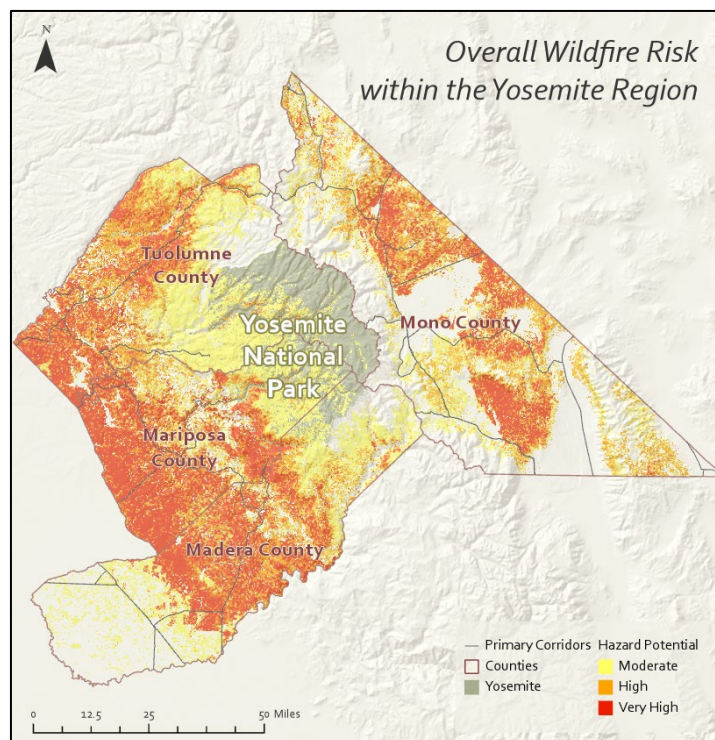 N
Overall Wildfire Risk
within the Yosemite Region
Tuolumne
County
Yosemite
National
Park
Mono County
Mariposa
County
Madera County
Primary Corridors
Counties
Yosemite
Hazard Potential
Moderate
High
Very High
0 12.5 25 50 Miles